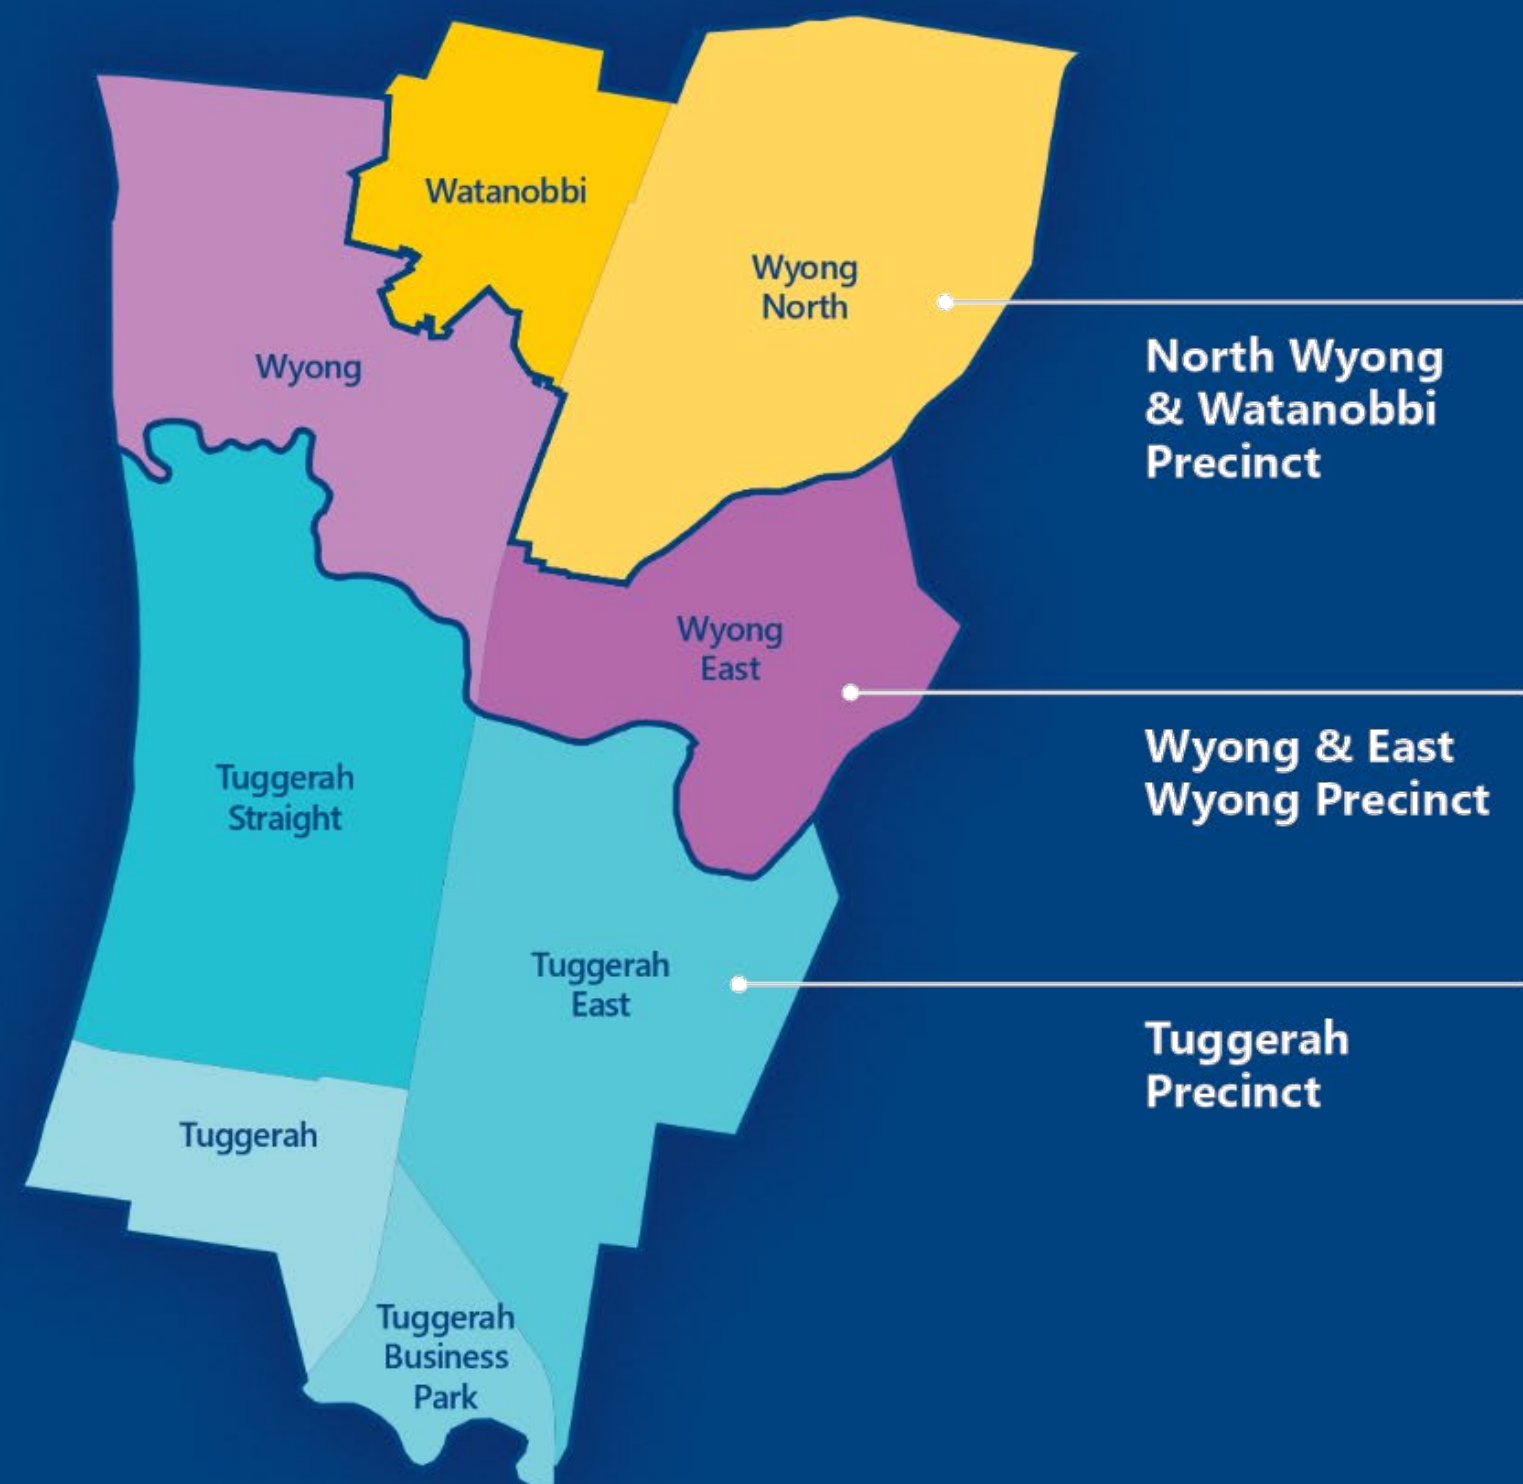 Watanobbi
Wyong
North
Wyong
North Wyong
& Watanobbi
Precinct
Wyong
East
Wyong & East
Wyong Precinct
Tuggerah
Straight
Tuggerah
East
Tuggerah
Precinct
Tuggerah
Tuggerah
Business
Park